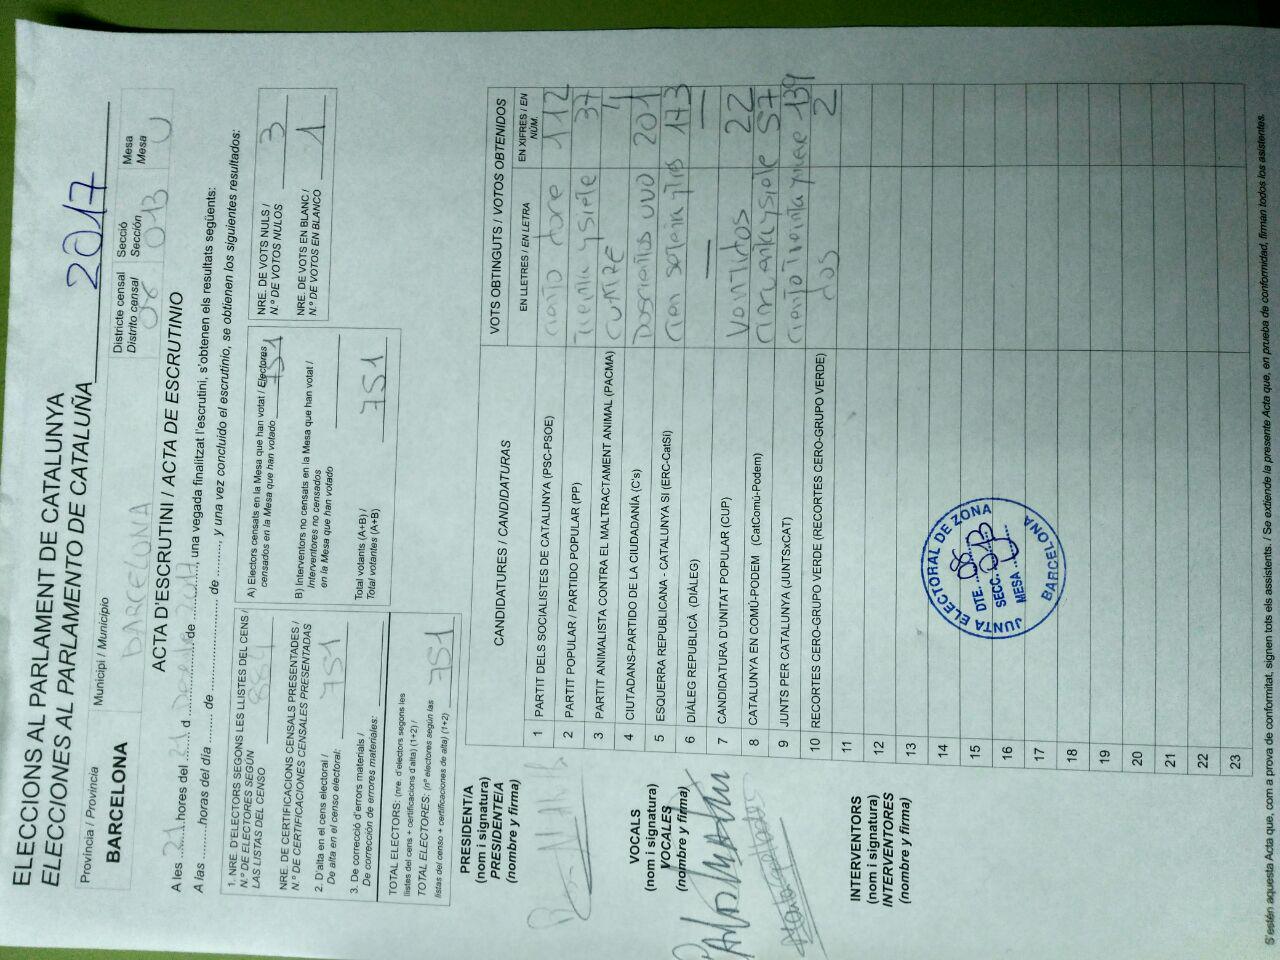 ELECCIONS AL PARLAMENT DE CATALUNYA
ELECCIONES AL PARLAMENTO DE CATALUÑA 2017
Provincia / Provincia
BARCELONA
Municipi / Municipio
BARCELONA
Districte censal
Distrito censal
08
Secció
Sección
013
Mesa
Mesa
U
ACTA D'ESCRUTINI / ACTA DE ESCRUTINIO
A les 21 hores del 21 d de 2017, una vegada finalitzat l'escrutini, s'obtenen els resultats següents:
A las ......... horas del día ........ de .......................... de .........., y una vez concluido el escrutinio, se obtienen los siguientes resultados:
1. NRE. D'ELECTORS SEGONS LES LLISTES DEL CENS /
N.º DE ELECTORES SEGÚN
LAS LISTAS DEL CENSO 884
NRE. DE CERTIFICACIONS CENSALS PRESENTADES /
N.º DE CERTIFICACIONES CENSALES PRESENTADAS
2. D'alta en el cens electoral /
De alta en el censo electoral: 751
3. De correcció d'errors materials /
De corrección de errores materiales:
TOTAL ELECTORS: (nre. d'electors segons les
llistes del cens + certificacions d'alta) (1+2) /
TOTAL ELECTORES: (nº electores según las
listas del censo + certificaciones de alta) (1+2) 751
A) Electors censats en la Mesa que han votat / Electores
censados en la Mesa que han votado 751
B) Interventors no censats en la Mesa que han votat /
Interventores no censados
en la Mesa que han votado
Total votants (A+B) /
Total votantes (A+B) 751
NRE. DE VOTS NULS /
N.º DE VOTOS NULOS 3
NRE. DE VOTS EN BLANC /
N.º DE VOTOS EN BLANCO 1
PRESIDENT/A
(nom i signatura)
PRESIDENTE/A
(nombre y firma)
VOCALS
(nom i signatura)
VOCALES
(nombre y firma)
INTERVENTORS
(nom i signatura)
INTERVENTORES
(nombre y firma)
CANDIDATURES / CANDIDATURAS
VOTS OBTINGUTS / VOTOS OBTENIDOS
EN LLETRES / EN LETRA
EN XIFRES / EN
NÚM.
1 PARTIT DELS SOCIALISTES DE CATALUNYA (PSC-PSOE) ciento doce 112
2 PARTIT POPULAR / PARTIDO POPULAR (PP) Treinta y siete 37
3 PARTIT ANIMALISTA CONTRA EL MALTRACTAMENT ANIMAL (PACMA) 4
4 CIUTADANS-PARTIDO DE LA CIUDADANÍA (C's) Doscientos uno 201
5 ESQUERRA REPUBLICANA - CATALUNYA SI (ERC-CatSí) cien setenta y tres 173
6 DIÀLEG REPUBLICÀ (DIÀLEG) — —
7 CANDIDATURA D'UNITAT POPULAR (CUP) 22
8 CATALUNYA EN COMÚ-PODEM (CatComú-Podem) cincuenta y siete 57
9 JUNTS PER CATALUNYA (JUNTSxCAT) ciento Treinta y nueve 139
10 RECORTES CERO-GRUPO VERDE (RECORTES CERO-GRUPO VERDE) dos 2
11
12
13
14
15
16
17
18
19
20
21
22
23
JUNTA ELECTORAL DE ZONA
DTE. 08
SECC. 013
MESA U
BARCELONA
S'estén aquesta Acta que, com a prova de conformitat, signen tots els assistents. / Se extiende la presente Acta que, en prueba de conformidad, firman todos los asistentes.